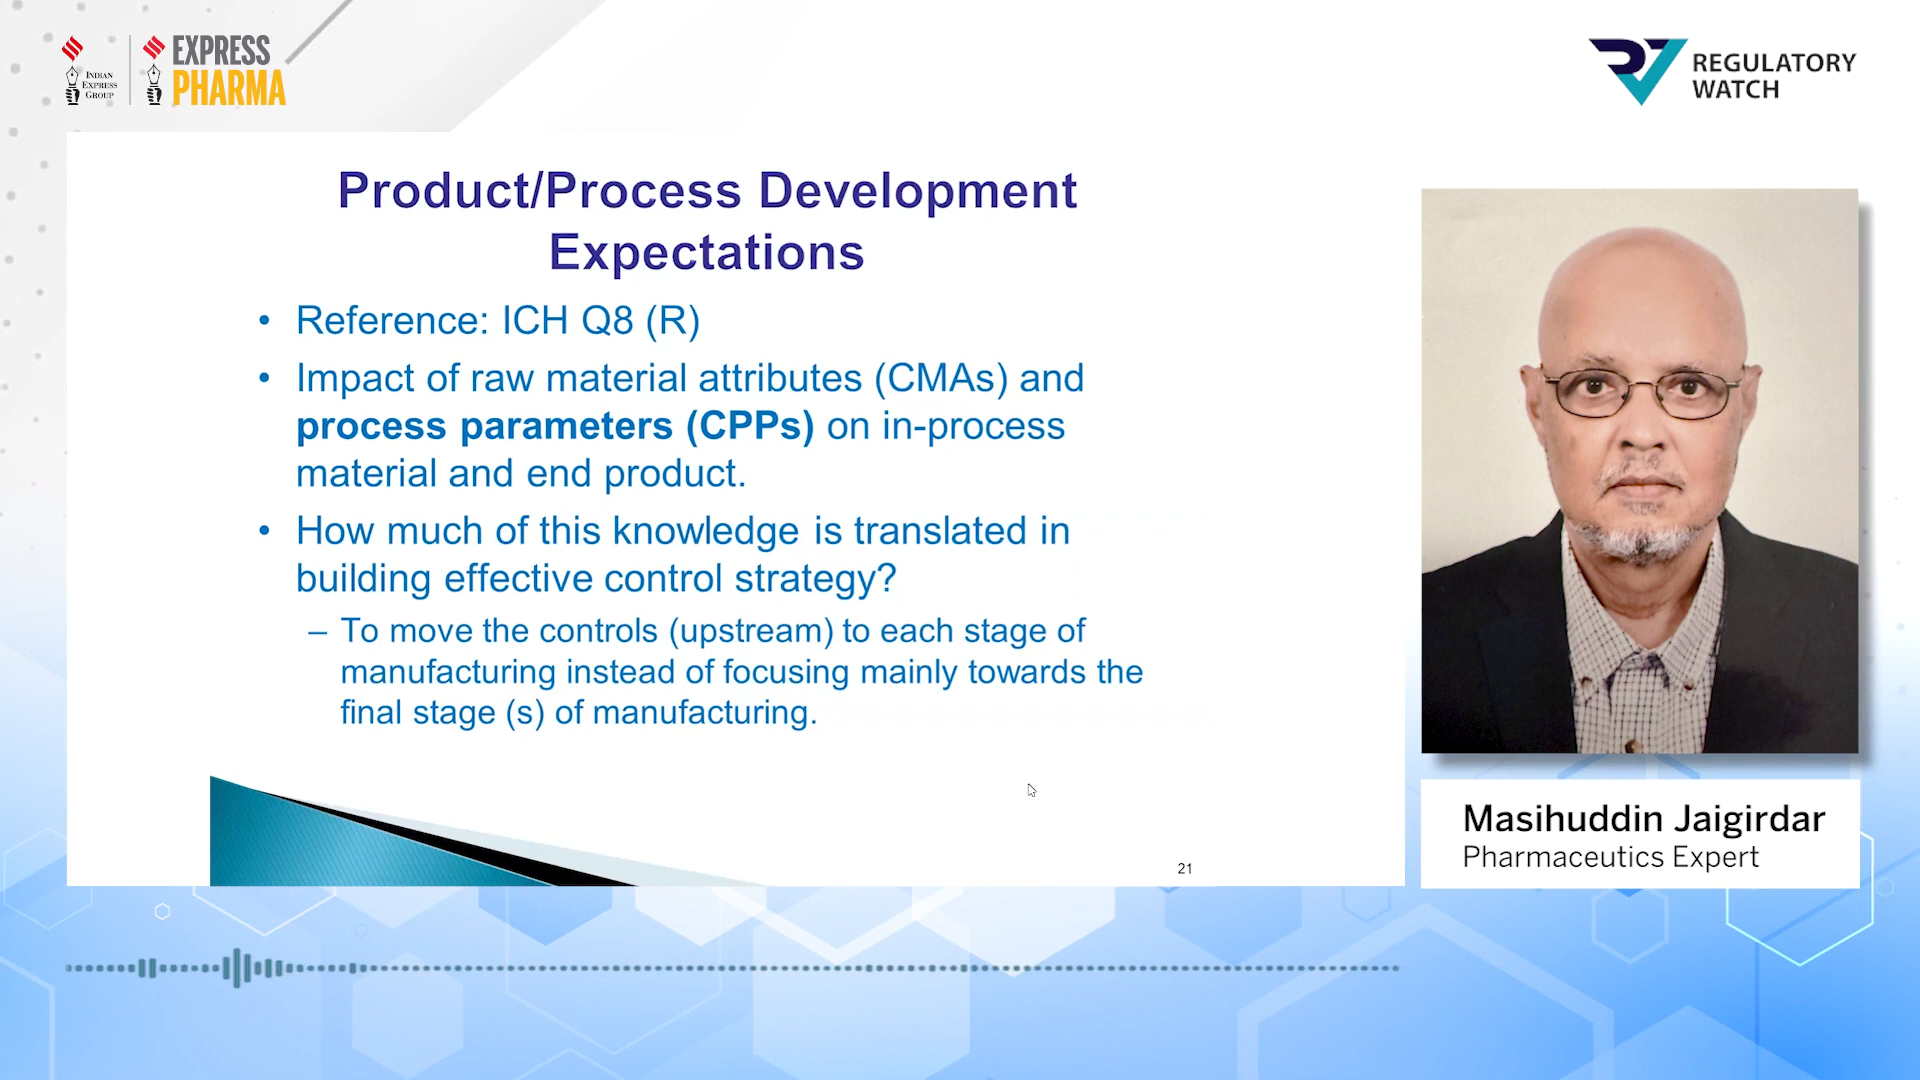 INDIAN
EXPRESS
GROUP
EXPRESS
PHARMA
REGULATORY
WATCH
Product/Process Development
Expectations
• Reference: ICH Q8 (R)
• Impact of raw material attributes (CMAs) and
process parameters (CPPs) on in-process
material and end product.
• How much of this knowledge is translated in
building effective control strategy?
– To move the controls (upstream) to each stage of
manufacturing instead of focusing mainly towards the
final stage (s) of manufacturing.
21
Masihuddin Jaigirdar
Pharmaceutics Expert